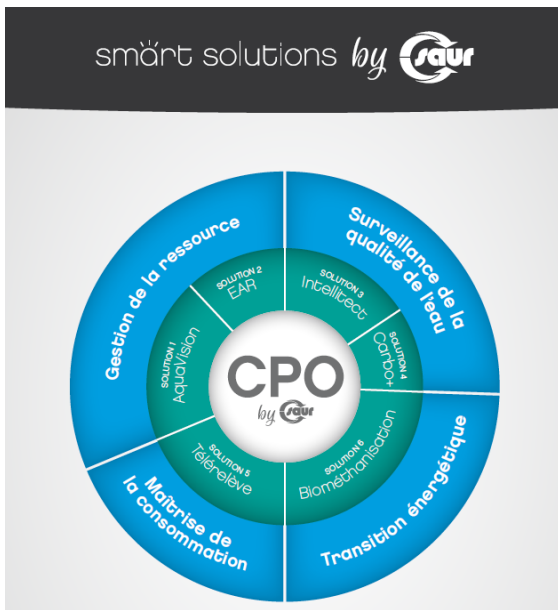 smärt solutions by saur
Gestion de la ressource
Surveillance de la
qualité de l'eau
SOLUTION 2
EAR
SOLUTION 3
Intellitect
SOLUTION 1
AquaVision
SOLUTION 4
Carbo+
CPO
by saur
SOLUTION 5
Télérelève
SOLUTION 6
Biométhanisation
Maîtrise de
la consommation
Transition énergétique